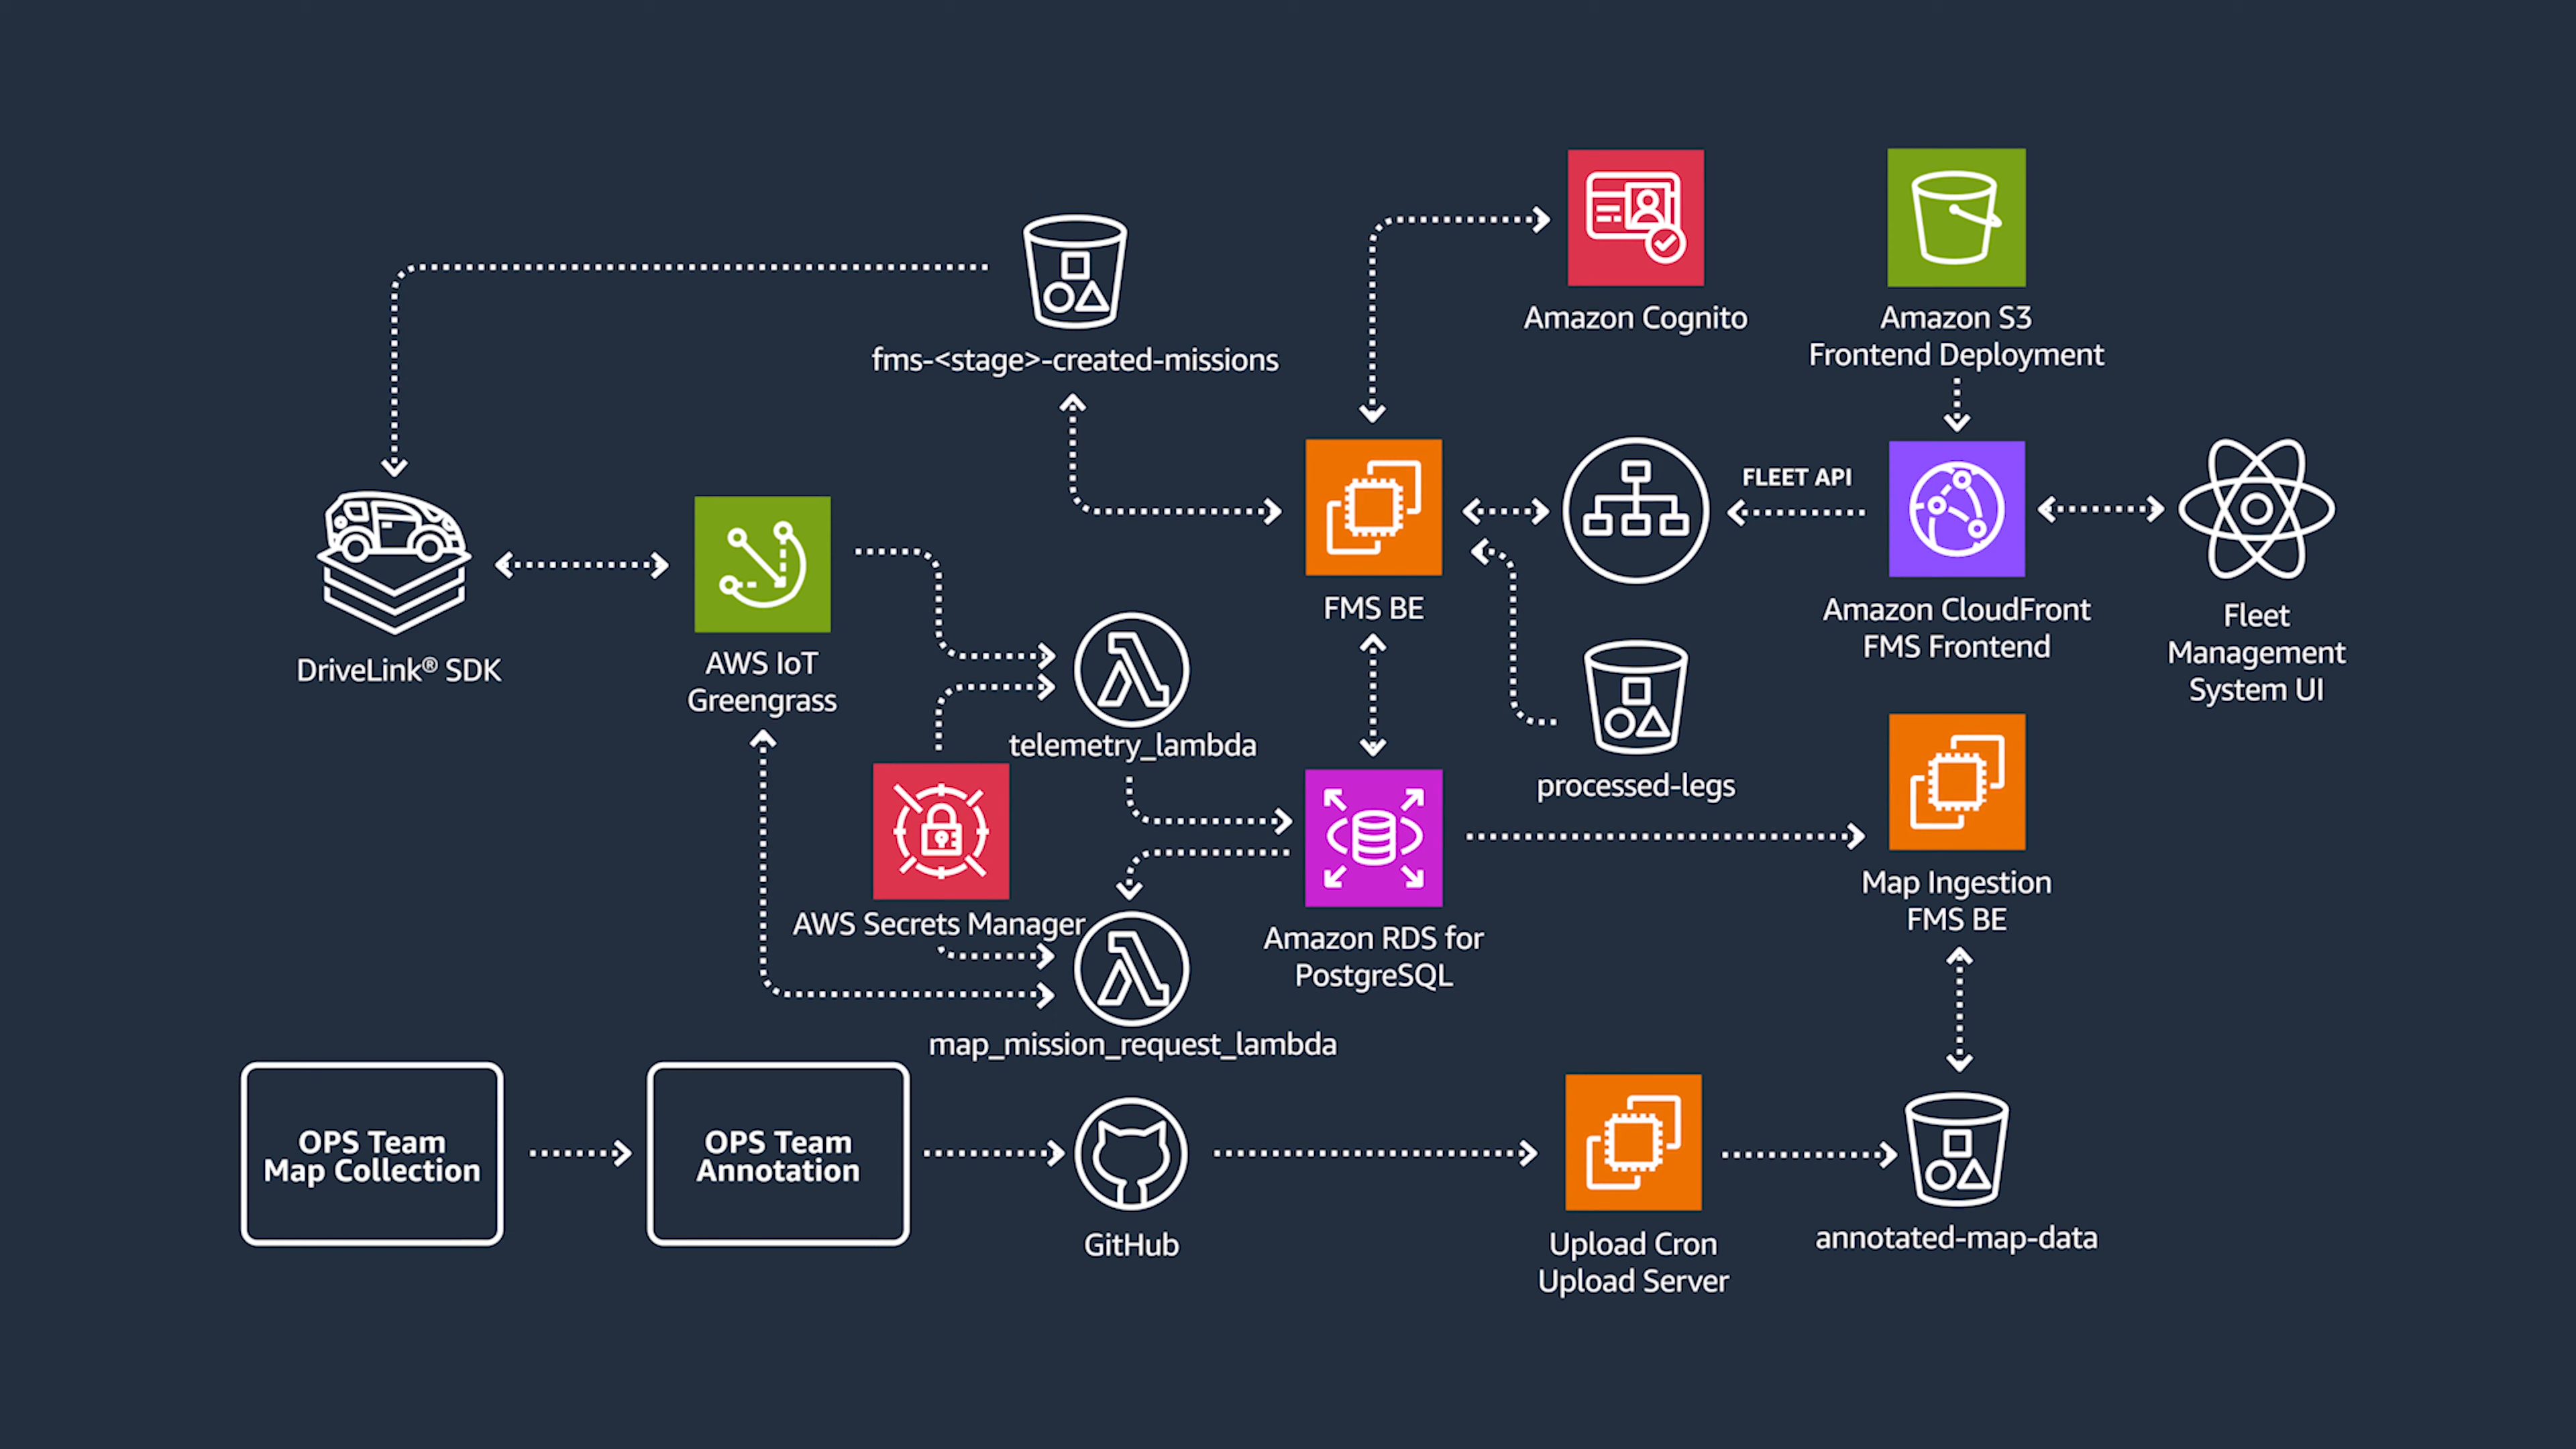 Amazon Cognito
Amazon S3
Frontend Deployment
fms-<stage>-created-missions
FLEET API
FMS BE
Amazon CloudFront
FMS Frontend
Fleet
Management
System UI
DriveLink® SDK
AWS IoT
Greengrass
telemetry_lambda
processed-legs
AWS Secrets Manager
Amazon RDS for
PostgreSQL
Map Ingestion
FMS BE
map_mission_request_lambda
OPS Team
Map Collection
OPS Team
Annotation
GitHub
Upload Cron
Upload Server
annotated-map-data